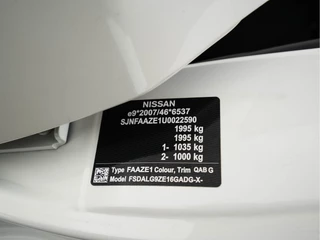 NISSAN
e9*2007/46*6537
SJNFAAZE1U0022590
1995 kg
1995 kg
1- 1035 kg
2- 1000 kg
Type FAAZE1 Colour, Trim QAB G
Model FSDALG9ZE16GADG-X-